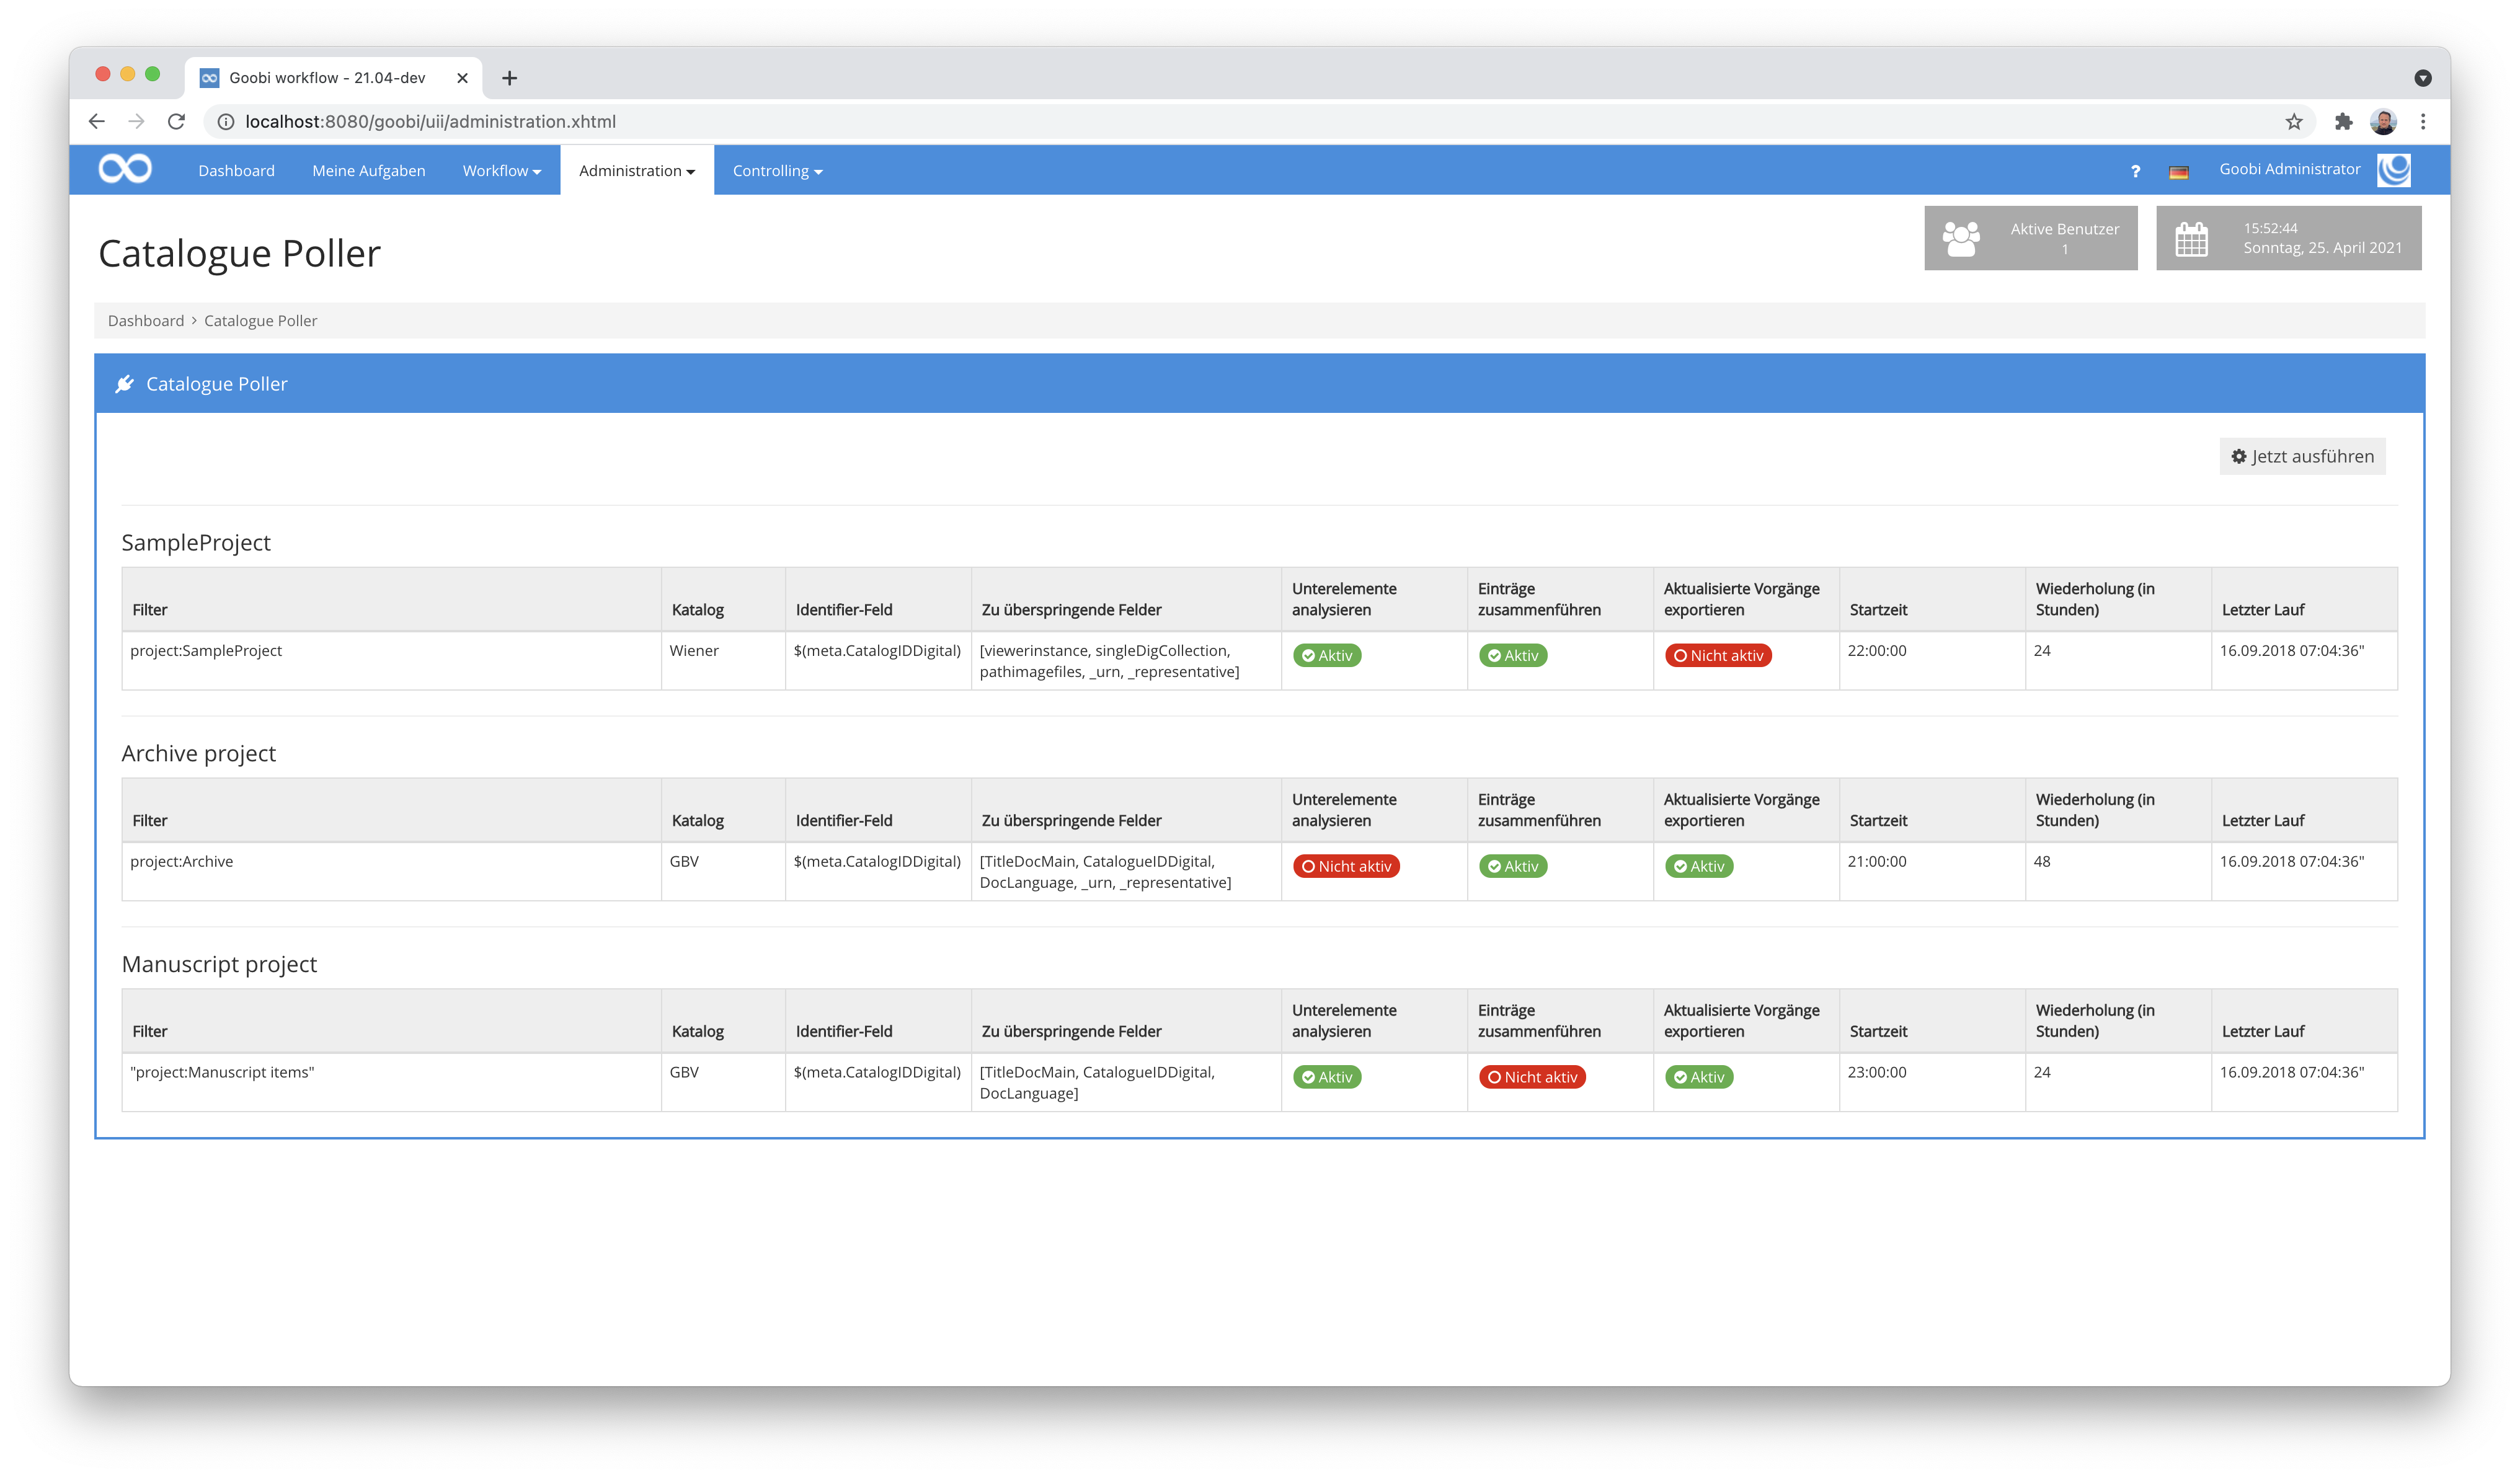 Goobi workflow - 21.04-dev
localhost:8080/goobi/uii/administration.xhtml
Dashboard Meine Aufgaben Workflow Administration Controlling ? Goobi Administrator
Catalogue Poller
Aktive Benutzer
1
15:52:44
Sonntag, 25. April 2021
Dashboard > Catalogue Poller
Catalogue Poller
Jetzt ausführen
SampleProject
Filter Katalog Identifier-Feld Zu überspringende Felder Unterelemente analysieren Einträge zusammenführen Aktualisierte Vorgänge exportieren Startzeit Wiederholung (in Stunden) Letzter Lauf
project:SampleProject Wiener $(meta.CatalogIDDigital) [viewerinstance, singleDigCollection, Aktiv Aktiv Nicht aktiv 22:00:00 24 16.09.2018 07:04:36"
pathimagefiles, _urn, _representative]
Archive project
Filter Katalog Identifier-Feld Zu überspringende Felder Unterelemente analysieren Einträge zusammenführen Aktualisierte Vorgänge exportieren Startzeit Wiederholung (in Stunden) Letzter Lauf
project:Archive GBV $(meta.CatalogIDDigital) [TitleDocMain, CatalogueIDDigital, Nicht aktiv Aktiv Aktiv 21:00:00 48 16.09.2018 07:04:36"
DocLanguage, _urn, _representative]
Manuscript project
Filter Katalog Identifier-Feld Zu überspringende Felder Unterelemente analysieren Einträge zusammenführen Aktualisierte Vorgänge exportieren Startzeit Wiederholung (in Stunden) Letzter Lauf
"project:Manuscript items" GBV $(meta.CatalogIDDigital) [TitleDocMain, CatalogueIDDigital, Aktiv Nicht aktiv Aktiv 23:00:00 24 16.09.2018 07:04:36"
DocLanguage]